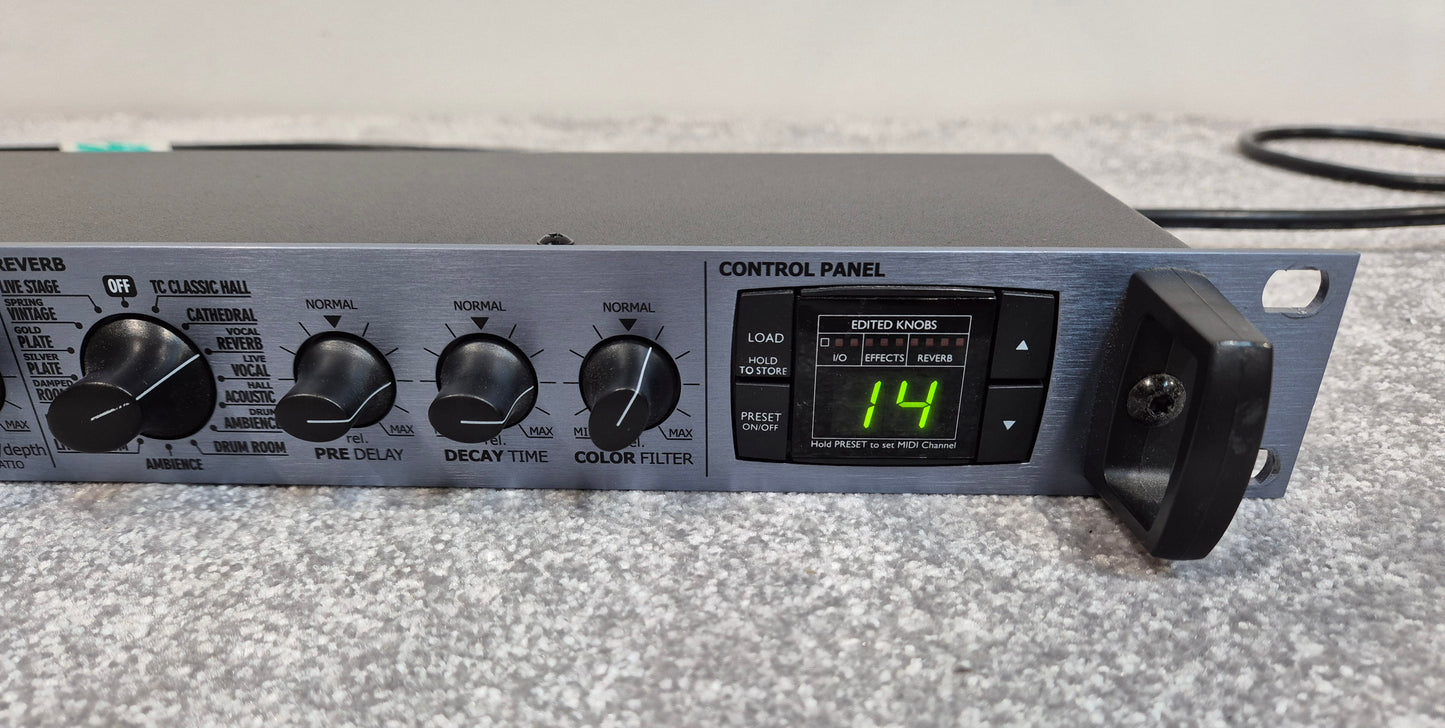 REVERB
LIVE STAGE
OFF
TC CLASSIC HALL
SPRING
VINTAGE
CATHEDRAL
GOLD
PLATE
VOCAL
REVERB
SILVER
PLATE
LIVE
VOCAL
DAMPED
HALL
ACOUSTIC
DRUM
AMBIENCE
DRUM ROOM
AMBIENCE
MAX
/depth
ATIO
NORMAL
rel.
MAX
PRE DELAY
NORMAL
rel.
MAX
DECAY TIME
NORMAL
MAX
COLOR FILTER
CONTROL PANEL
LOAD
HOLD
TO STORE
PRESET
ON/OFF
EDITED KNOBS
I/O EFFECTS REVERB
14
Hold PRESET to set MIDI Channel